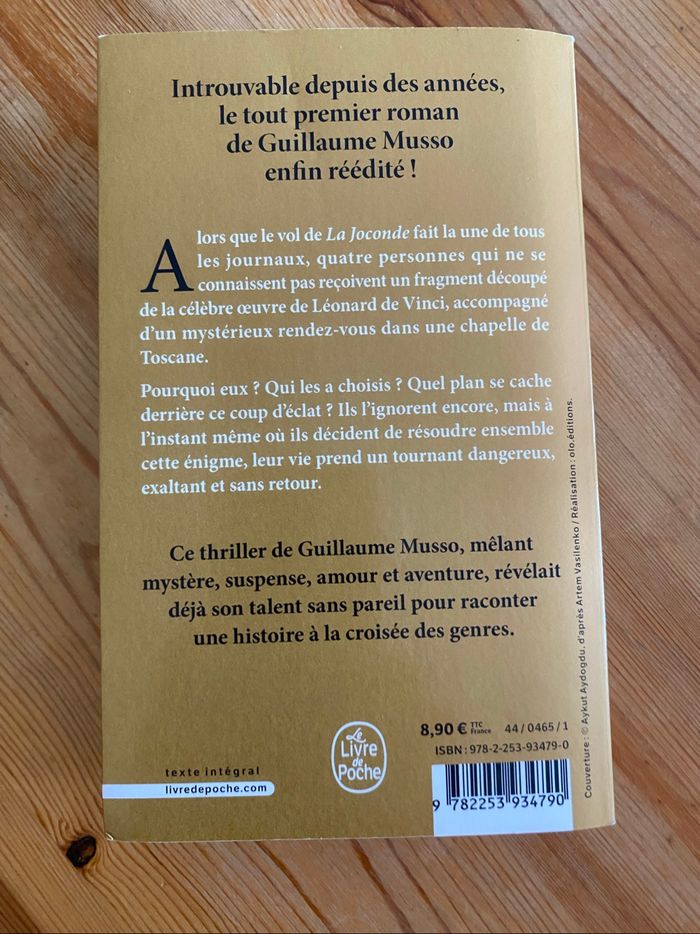 Introuvable depuis des années,
le tout premier roman
de Guillaume Musso
enfin réédité !
Alors que le vol de La Joconde fait la une de tous
les journaux, quatre personnes qui ne se
connaissent pas reçoivent un fragment découpé
de la célèbre œuvre de Léonard de Vinci, accompagné
d’un mystérieux rendez-vous dans une chapelle de
Toscane.
Pourquoi eux ? Qui les a choisis ? Quel plan se cache
derrière ce coup d’éclat ? Ils l’ignorent encore, mais à
l’instant même où ils décident de résoudre ensemble
cette énigme, leur vie prend un tournant dangereux,
exaltant et sans retour.
Ce thriller de Guillaume Musso, mêlant
mystère, suspense, amour et aventure, révélait
déjà son talent sans pareil pour raconter
une histoire à la croisée des genres.
texte intégral
livredepoche.com
Le
Livre
de
Poche
8,90 € TTC France 44 / 0465 / 1
ISBN : 978-2-253-93479-0
9 782253 934790
Couverture : © Aykut Aydogdu, d’après Artem Vasilenko / Réalisation : olo.éditions.